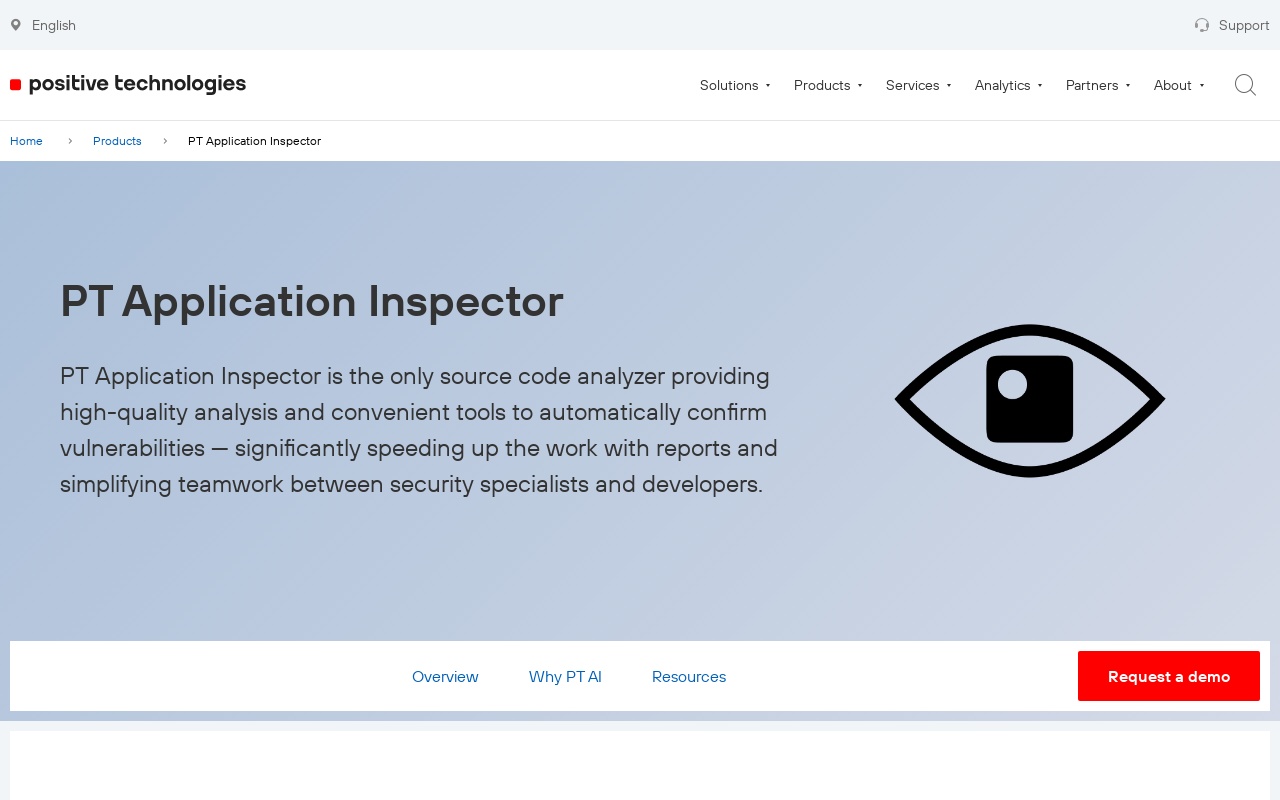 English
Support
positive technologies
Solutions
Products
Services
Analytics
Partners
About
Home
Products
PT Application Inspector
PT Application Inspector
PT Application Inspector is the only source code analyzer providing
high-quality analysis and convenient tools to automatically confirm
vulnerabilities — significantly speeding up the work with reports and
simplifying teamwork between security specialists and developers.
Overview
Why PT AI
Resources
Request a demo